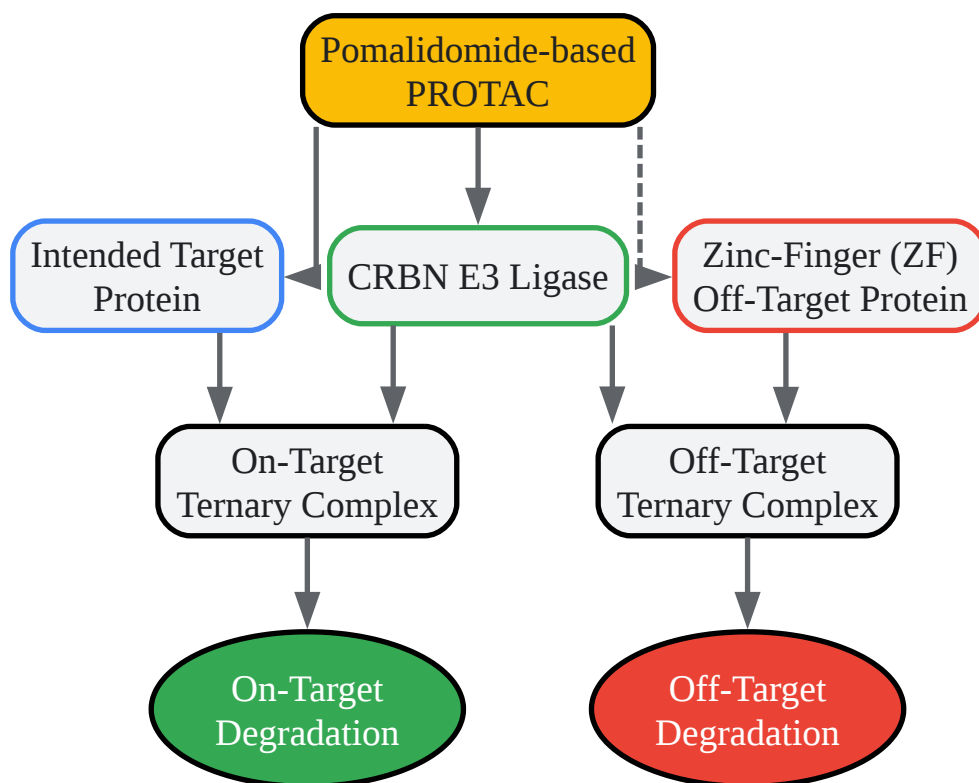 Pomalidomide-based
PROTAC
Intended Target
Protein
CRBN E3 Ligase
Zinc-Finger (ZF)
Off-Target Protein
On-Target
Ternary Complex
Off-Target
Ternary Complex
On-Target
Degradation
Off-Target
Degradation